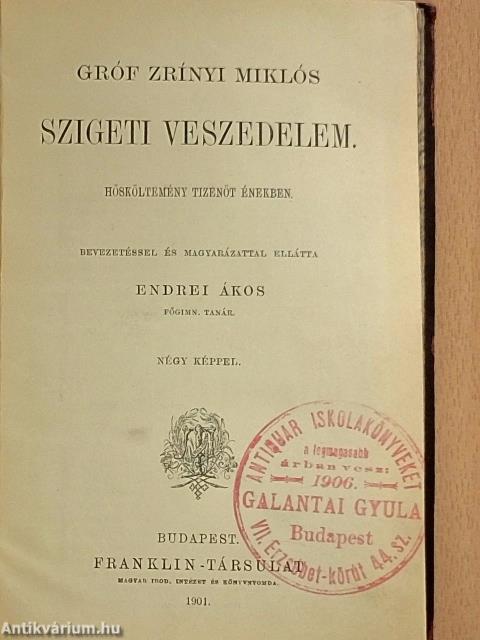 GRÓF ZRÍNYI MIKLÓS
SZIGETI VESZEDELEM.
HŐSKÖLTEMÉNY TIZENÖT ÉNEKBEN.
BEVEZETÉSSEL ÉS MAGYARÁZATTAL ELLÁTTA
ENDREI ÁKOS
FŐGIMN. TANÁR.
NÉGY KÉPPEL.
BUDAPEST.
FRANKLIN-TÁRSULAT
MAGYAR IROD. INTÉZET ÉS KÖNYVNYOMDA.
1901.
ANTIQUAR ISKOLAKÖNYVEKET
a legmagasabb
árban vesz:
1906.
GALANTAI GYULA
Budapest
VII. Erzsébet-körút 44. sz.
Antikvárium.hu